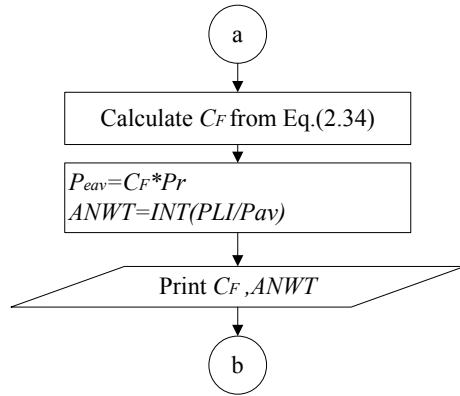 a
Calculate CF from Eq.(2.34)
Peav=CF*Pr
ANWT=INT(PLI/Pav)
Print CF ,ANWT
b